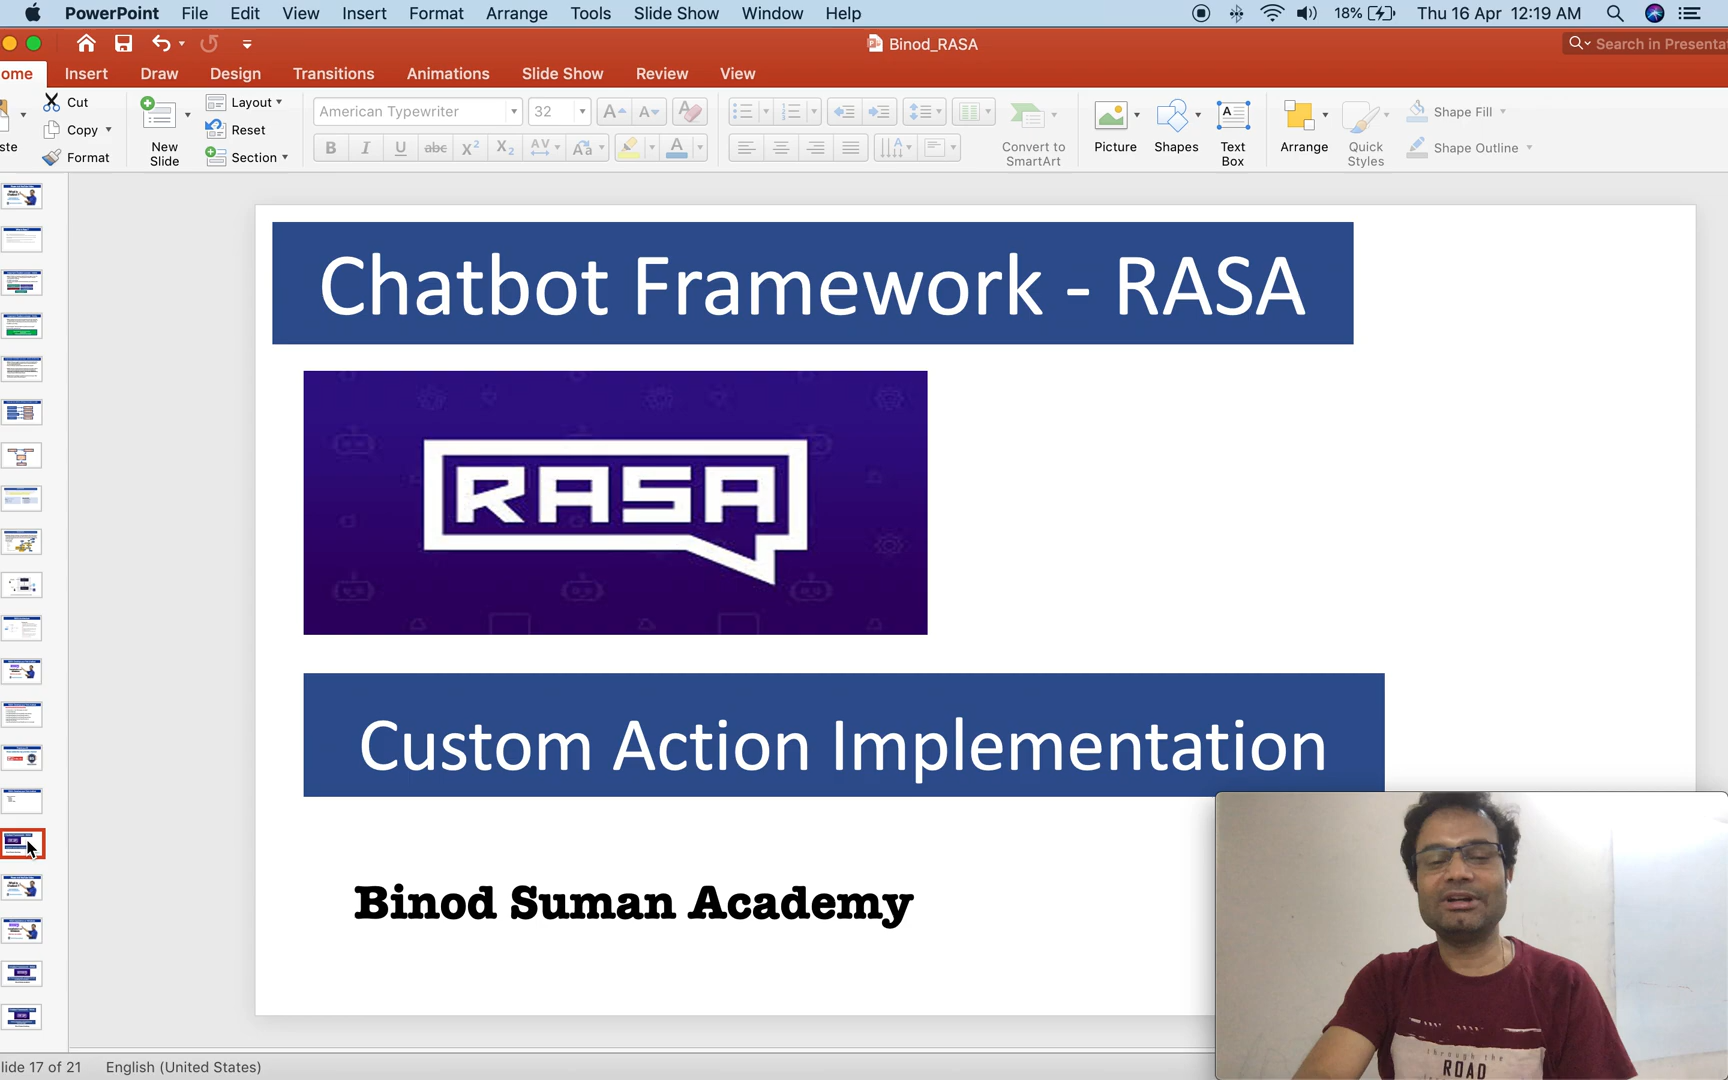 PowerPoint File Edit View Insert Format Arrange Tools Slide Show Window Help 18% Thu 16 Apr 12:19 AM
Binod_RASA
Search in Presenta
ome Insert Draw Design Transitions Animations Slide Show Review View
Cut
Copy
Format
ste
New
Slide
Layout
Reset
Section
American Typewriter 32
Convert to
SmartArt
Picture
Shapes
Text
Box
Arrange
Quick
Styles
Shape Fill
Shape Outline
Chatbot Framework - RASA
RASA
Custom Action Implementation
Binod Suman Academy
through the
ROAD
lide 17 of 21 English (United States)